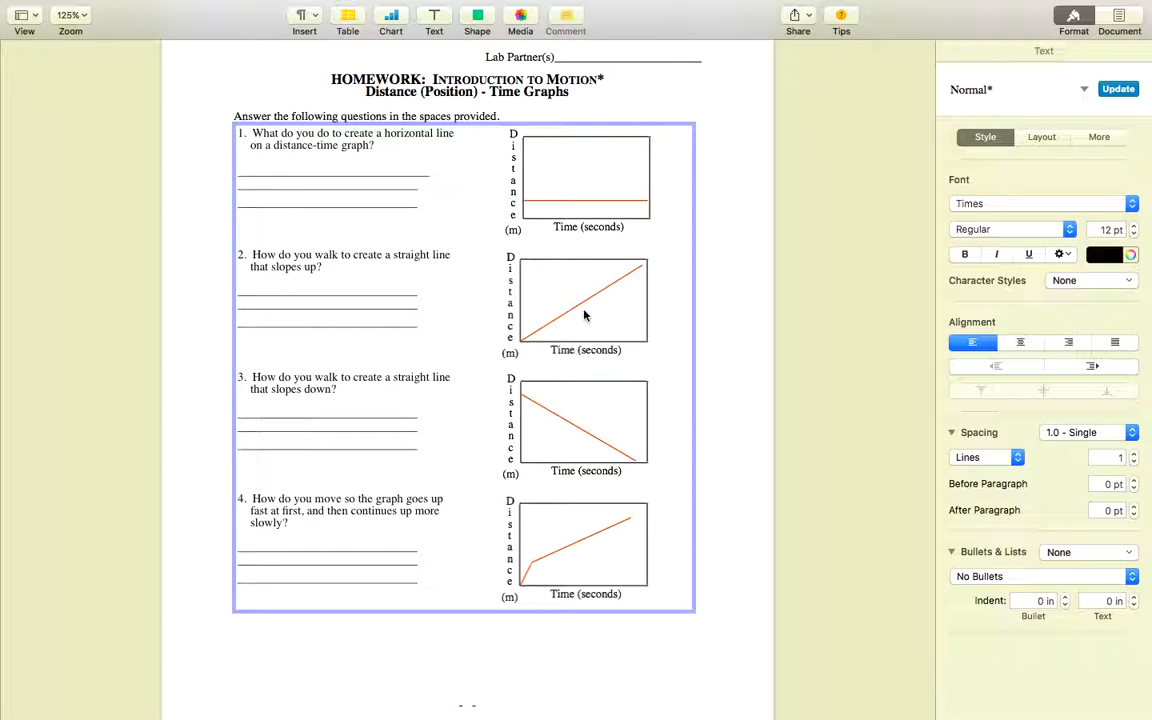 125%
View
Zoom
Insert
Table
Chart
Text
Shape
Media
Comment
Share
Tips
Format
Document
Lab Partner(s)
HOMEWORK: INTRODUCTION TO MOTION*
Distance (Position) - Time Graphs
Answer the following questions in the spaces provided.
1. What do you do to create a horizontal line
on a distance-time graph?
Distance
(m)
Time (seconds)
2. How do you walk to create a straight line
that slopes up?
Distance
(m)
Time (seconds)
3. How do you walk to create a straight line
that slopes down?
Distance
(m)
Time (seconds)
4. How do you move so the graph goes up
fast at first, and then continues up more
slowly?
Distance
(m)
Time (seconds)
- -
Text
Normal*
Update
Style
Layout
More
Font
Times
Regular
12 pt
B
I
U
Character Styles
None
Alignment
Spacing
1.0 - Single
Lines
1
Before Paragraph
0 pt
After Paragraph
0 pt
Bullets & Lists
None
No Bullets
Indent:
0 in
0 in
Bullet
Text